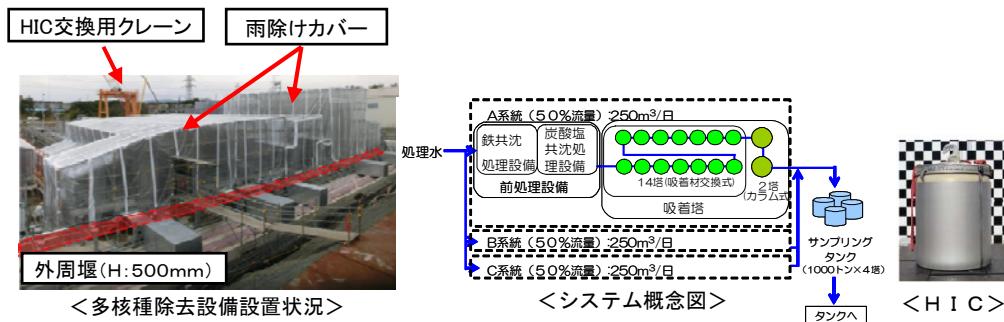 HIC交換用クレーン
雨除けカバー
外周堰(H:500mm)
＜多核種除去設備設置状況＞
処理水
A系統（50％流量）:250m³/日
鉄共沈
処理設備
炭酸塩
共沈処
理設備
前処理設備
14塔(吸着材交換式)
2塔
(カラム式)
吸着塔
B系統（50％流量）:250m³/日
C系統（50％流量）:250m³/日
サンプリング
タンク
(1000トン×4塔)
タンクへ
＜システム概念図＞
＜ＨＩＣ＞